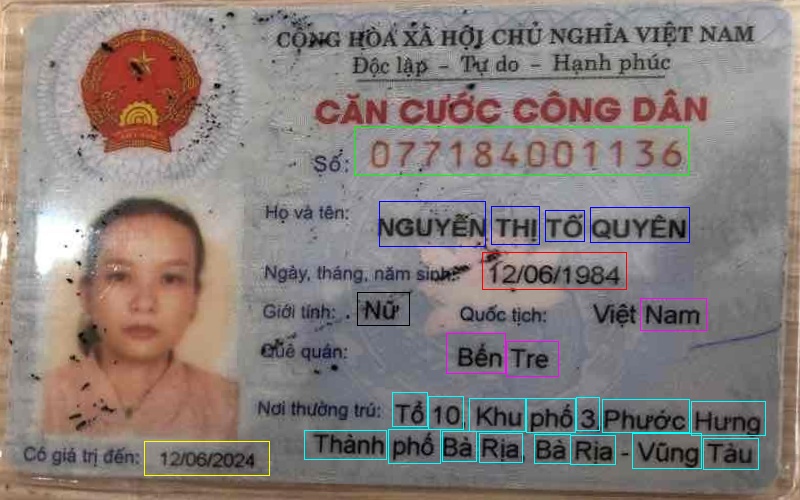 CỘNG HÒA XÃ HỘI CHỦ NGHĨA VIỆT NAM
Độc lập - Tự do - Hạnh phúc
CĂN CƯỚC CÔNG DÂN
Số: 077184001136
Họ và tên: NGUYỄN THỊ TỐ QUYÊN
Ngày, tháng, năm sinh: 12/06/1984
Giới tính: Nữ Quốc tịch: Việt Nam
Quê quán: Bến Tre
Nơi thường trú: Tổ 10, Khu phố 3, Phước Hưng
Thành phố Bà Rịa, Bà Rịa - Vũng Tàu
Có giá trị đến: 12/06/2024